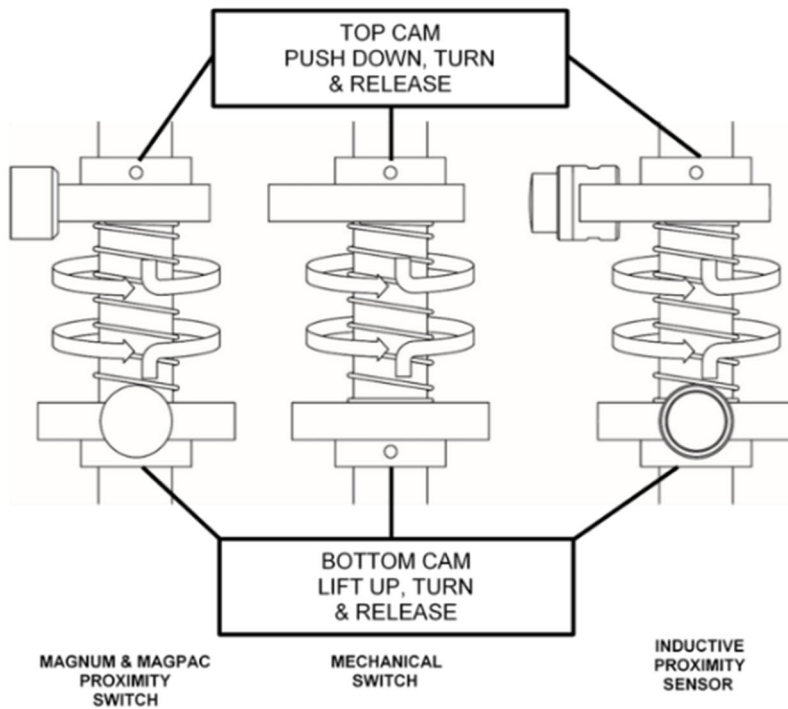 TOP CAM
PUSH DOWN, TURN
& RELEASE
BOTTOM CAM
LIFT UP, TURN
& RELEASE
MAGNUM & MAGPAC
PROXIMITY
SWITCH
MECHANICAL
SWITCH
INDUCTIVE
PROXIMITY
SENSOR